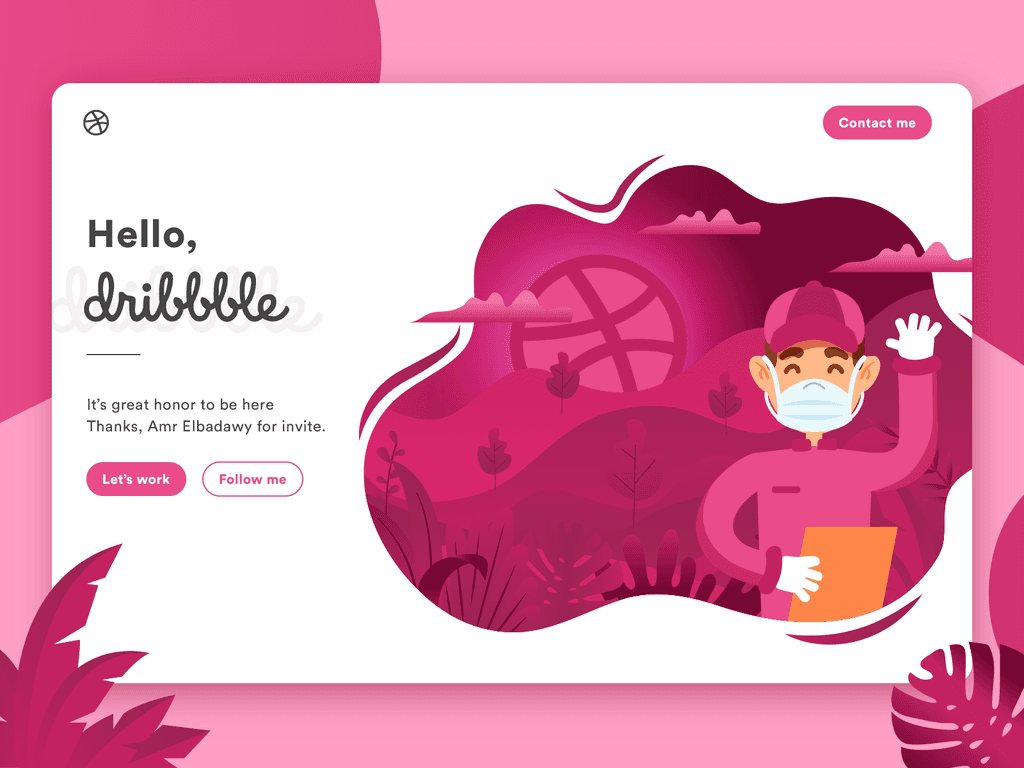 Contact me
Hello,
dribbble
It's great honor to be here
Thanks, Amr Elbadawy for invite.
Let's work
Follow me